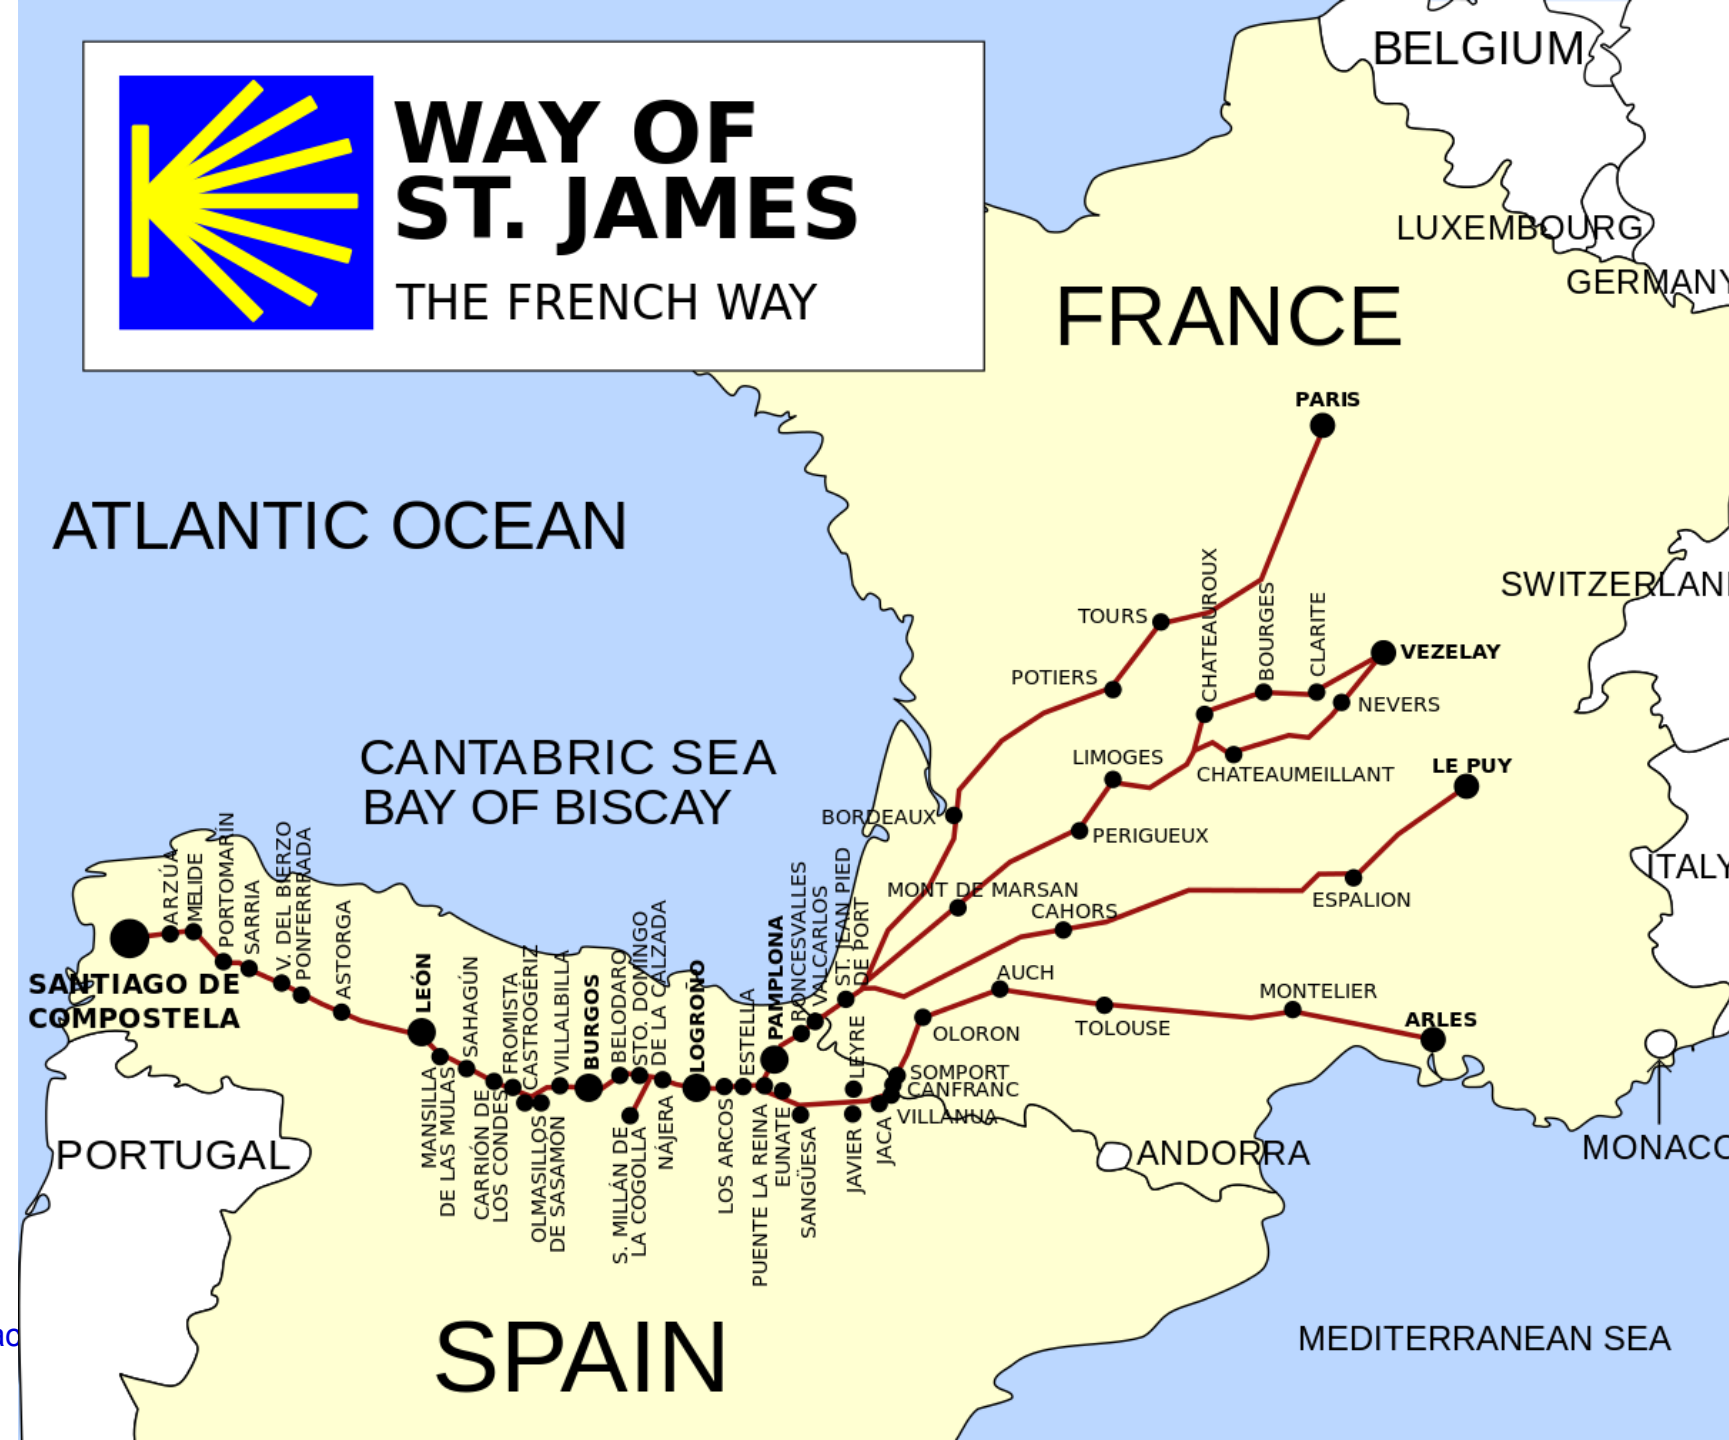 BELGIUM
WAY OF
ST. JAMES
THE FRENCH WAY
LUXEMBOURG
GERMANY
FRANCE
PARIS
ATLANTIC OCEAN
SWITZERLAN
TOURS
CHATEAUROUX
BOURGES
CLARITE
VEZELAY
POTIERS
NEVERS
CANTABRIC SEA
BAY OF BISCAY
LIMOGES
CHATEAUMEILLANT
LE PUY
BORDEAUX
PERIGUEUX
ITALY
MONT DE MARSAN
CAHORS
ESPALION
ARZÚA
MELIDE
PORTOMARÍN
SARRIA
V. DEL BIERZO
PONFERRADA
ASTORGA
LEÓN
SAHAGÚN
FROMISTA
CASTROGÉRIZ
VILLALBILLA
BURGOS
BELODARO
STO. DOMINGO
DE LA CALZADA
LOGROÑO
ESTELLA
PAMPLONA
RONCESVALLES
VALCARLOS
ST. JEAN PIED
DE PORT
SANTIAGO DE
COMPOSTELA
AUCH
MONTELIER
ARLES
OLORON
TOLOUSE
LEYRE
SOMPORT
CANFRANC
VILLANUA
MANSILLA
DE LAS MULAS
CARRIÓN DE
LOS CONDES
OLMASILLOS
DE SASAMON
S. MILLÁN DE
LA COGOLLA
NÁJERA
LOS ARCOS
PUENTE LA REINA
EUNATE
SANGÜESA
JAVIER
JACA
PORTUGAL
ANDORRA
MONACO
SPAIN
MEDITERRANEAN SEA
ac